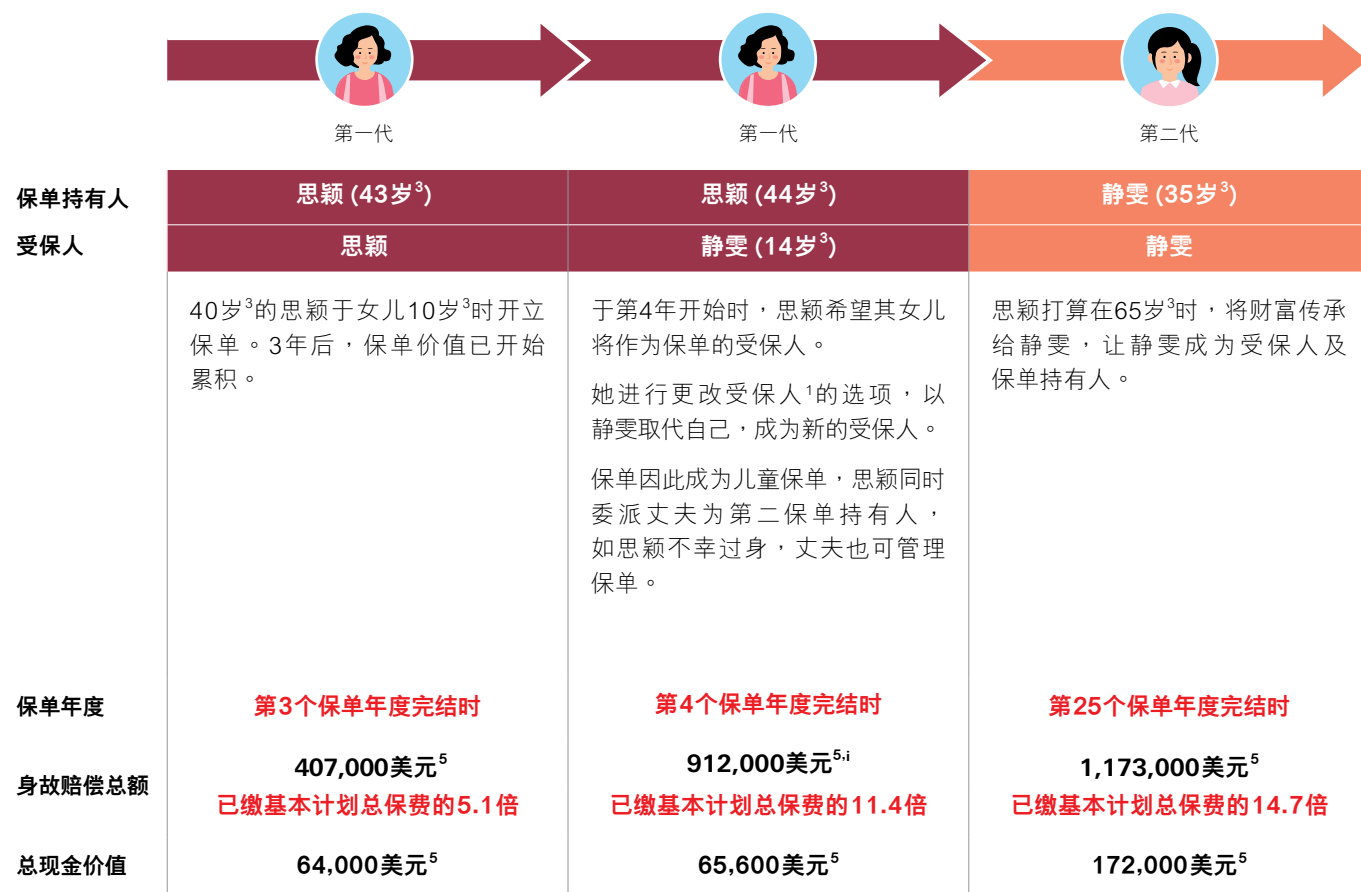 第一代
第一代
第二代
保单持有人
思颖 (43岁³)
思颖 (44岁³)
静雯 (35岁³)
受保人
思颖
静雯 (14岁³)
静雯
40岁³的思颖于女儿10岁³时开立
保单。3年后，保单价值已开始
累积。
于第4年开始时，思颖希望其女儿
将作为保单的受保人。
她进行更改受保人¹的选项，以
静雯取代自己，成为新的受保人。
保单因此成为儿童保单，思颖同时
委派丈夫为第二保单持有人，
如思颖不幸过身，丈夫也可管理
保单。
思颖打算在65岁³时，将财富传承
给静雯，让静雯成为受保人及
保单持有人。
保单年度
第3个保单年度完结时
第4个保单年度完结时
第25个保单年度完结时
身故赔偿总额
407,000美元⁵
已缴基本计划总保费的5.1倍
912,000美元⁵,ⁱ
已缴基本计划总保费的11.4倍
1,173,000美元⁵
已缴基本计划总保费的14.7倍
总现金价值
64,000美元⁵
65,600美元⁵
172,000美元⁵